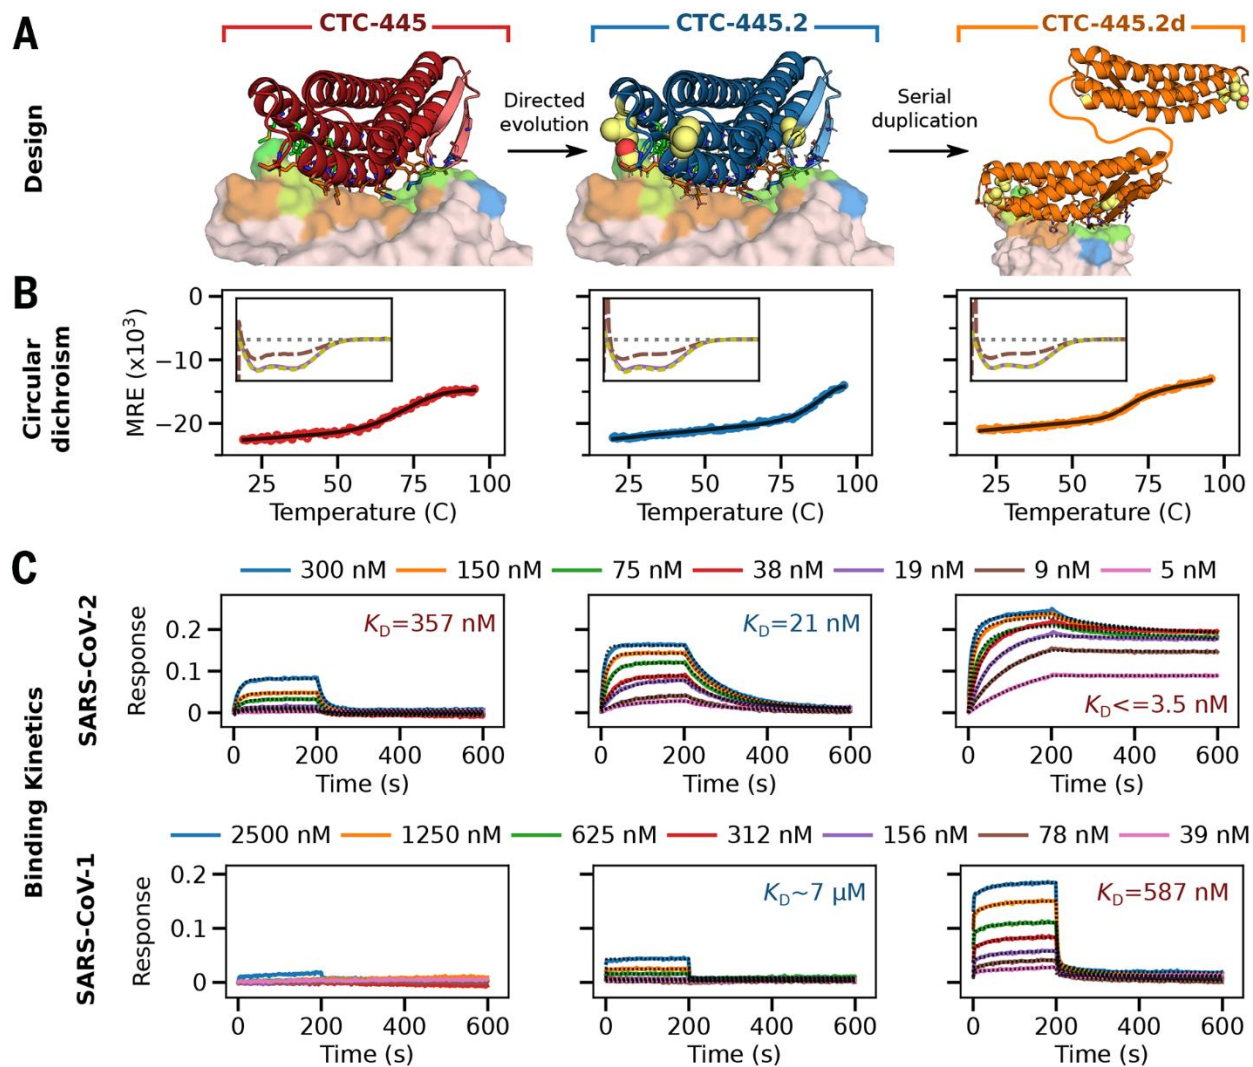 A
Design
CTC-445
CTC-445.2
CTC-445.2d
Directed
evolution
Serial
duplication
B
Circular
dichroism
MRE (x10³)
0
−10
−20
25 50 75 100
Temperature (C)
25 50 75 100
Temperature (C)
25 50 75 100
Temperature (C)
C
Binding Kinetics
SARS-CoV-2
300 nM 150 nM 75 nM 38 nM 19 nM 9 nM 5 nM
Response
0.2
0.1
0
K_D=357 nM
K_D=21 nM
K_D<=3.5 nM
0 200 400 600
Time (s)
0 200 400 600
Time (s)
0 200 400 600
Time (s)
SARS-CoV-1
2500 nM 1250 nM 625 nM 312 nM 156 nM 78 nM 39 nM
Response
0.2
0.1
0
K_D~7 μM
K_D=587 nM
0 200 400 600
Time (s)
0 200 400 600
Time (s)
0 200 400 600
Time (s)